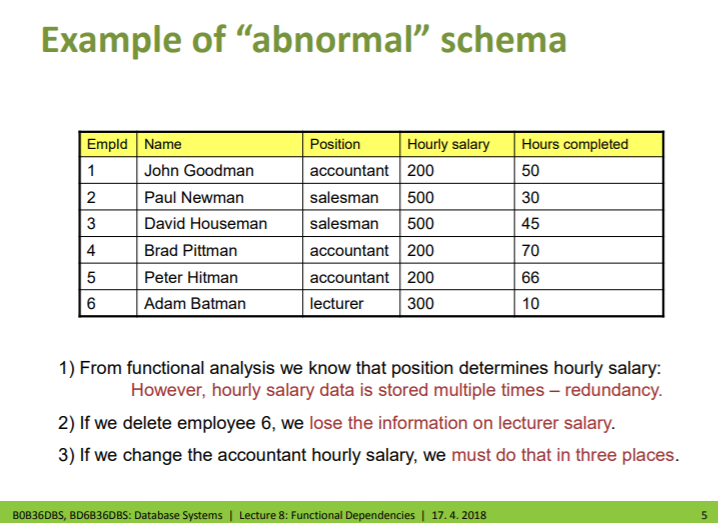 Example of “abnormal” schema
EmpId Name Position Hourly salary Hours completed
1 John Goodman accountant 200 50
2 Paul Newman salesman 500 30
3 David Houseman salesman 500 45
4 Brad Pittman accountant 200 70
5 Peter Hitman accountant 200 66
6 Adam Batman lecturer 300 10
1) From functional analysis we know that position determines hourly salary:
However, hourly salary data is stored multiple times – redundancy.
2) If we delete employee 6, we lose the information on lecturer salary.
3) If we change the accountant hourly salary, we must do that in three places.
B0B36DBS, BD6B36DBS: Database Systems | Lecture 8: Functional Dependencies | 17. 4. 2018 5